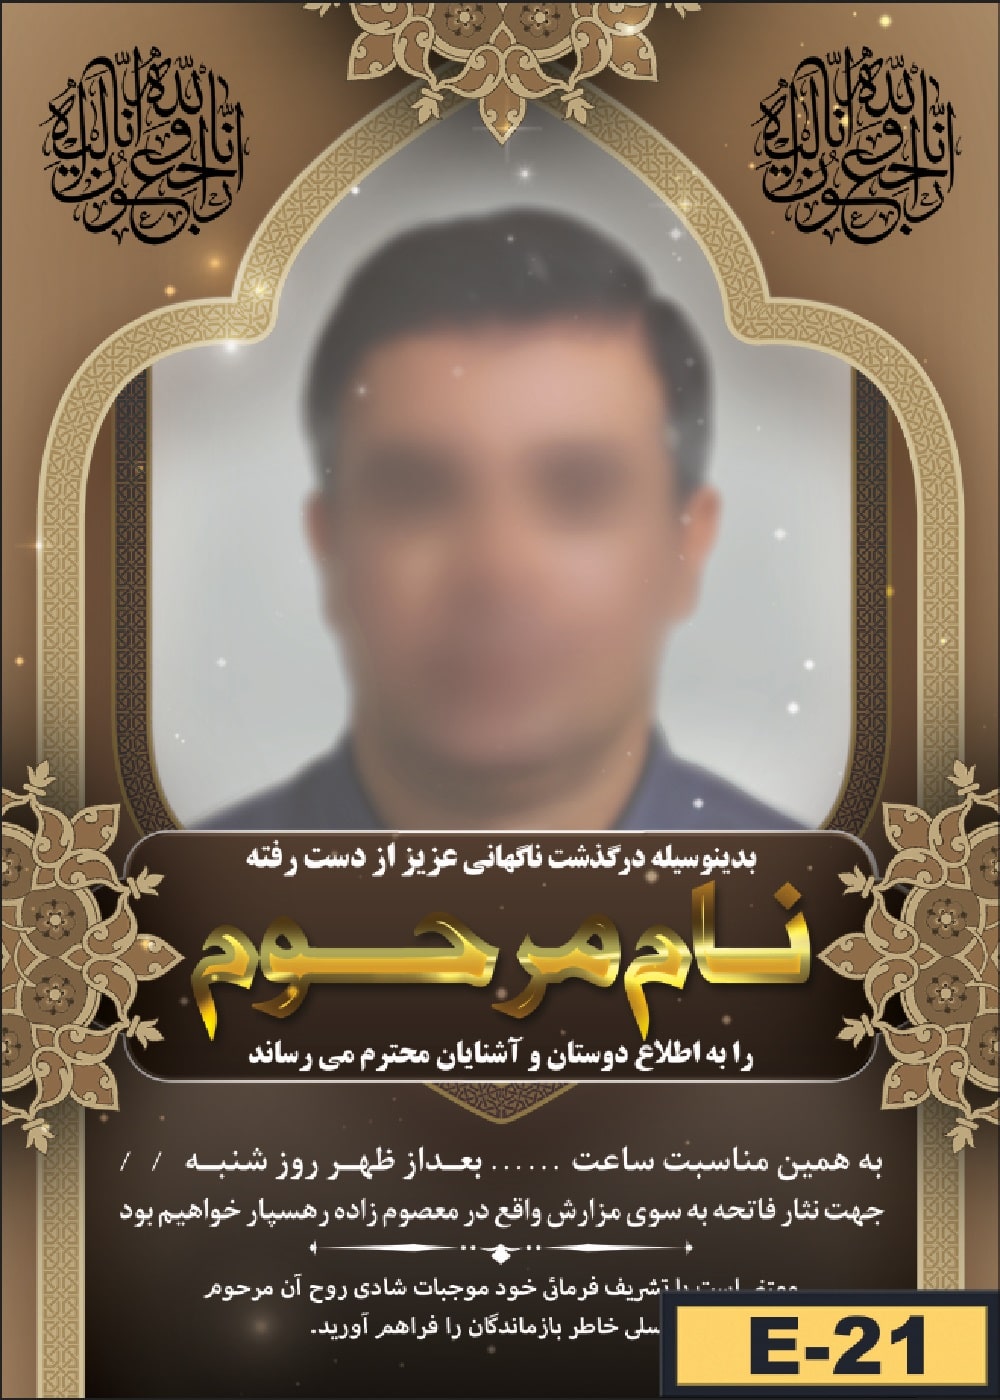 انا لله و انا الیه راجعون
انا لله و انا الیه راجعون
بدینوسیله درگذشت ناگهانی عزیز از دست رفته
نام مرحوم
را به اطلاع دوستان و آشنایان محترم می رساند
به همین مناسبت ساعت ...... بعداز ظهر روز شنبه / /
جهت نثار فاتحه به سوی مزارش واقع در معصوم زاده رهسپار خواهیم بود
تشریف فرمائی خود موجبات شادی روح آن مرحوم
خاطر بازماندگان را فراهم آورید.
E-21